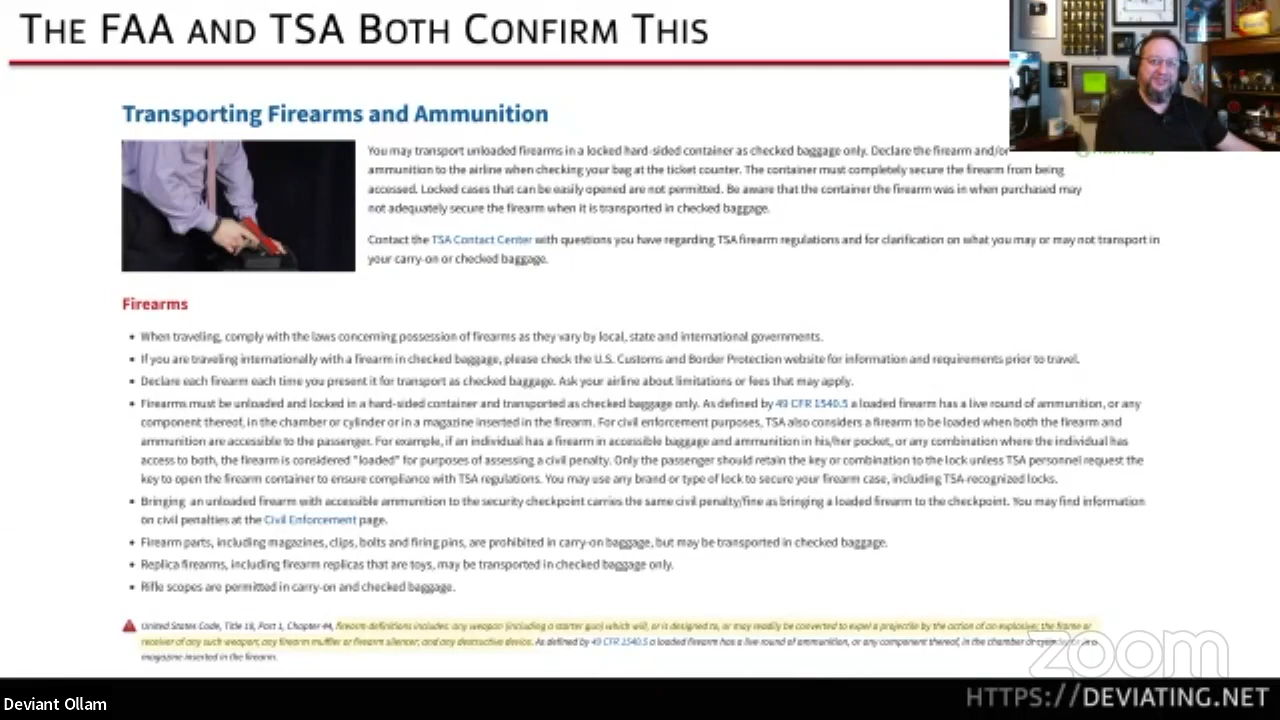 THE FAA AND TSA BOTH CONFIRM THIS
Transporting Firearms and Ammunition
You may transport unloaded firearms in a locked hard-sided container as checked baggage only. Declare the firearm and/or
ammunition to the airline when checking your bag at the ticket counter. The container must completely secure the firearm from being
accessed. Locked cases that can be easily opened are not permitted. Be aware that the container the firearm was in when purchased may
not adequately secure the firearm when it is transported in checked baggage.
Contact the TSA Contact Center with questions you have regarding TSA firearm regulations and for clarification on what you may or may not transport in
your carry-on or checked baggage.
Firearms
• When traveling, comply with the laws concerning possession of firearms as they vary by local, state and international governments.
• If you are traveling internationally with a firearm in checked baggage, please check the U.S. Customs and Border Protection website for information and requirements prior to travel.
• Declare each firearm each time you present it for transport as checked baggage. Ask your airline about limitations or fees that may apply.
• Firearms must be unloaded and locked in a hard-sided container and transported as checked baggage only. As defined by 49 CFR 1540.5 a loaded firearm has a live round of ammunition, or any
component thereof, in the chamber or cylinder or in a magazine inserted in the firearm. For civil enforcement purposes, TSA also considers a firearm to be loaded when both the firearm and
ammunition are accessible to the passenger. For example, if an individual has a firearm in accessible baggage and ammunition in his/her pocket, or any combination where the individual has
access to both, the firearm is considered "loaded" for purposes of assessing a civil penalty. Only the passenger should retain the key or combination to the lock unless TSA personnel request the
key to open the firearm container to ensure compliance with TSA regulations. You may use any brand or type of lock to secure your firearm case, including TSA-recognized locks.
• Bringing an unloaded firearm with accessible ammunition to the security checkpoint carries the same civil penalty/fine as bringing a loaded firearm to the checkpoint. You may find information
on civil penalties at the Civil Enforcement page.
• Firearm parts, including magazines, clips, bolts and firing pins, are prohibited in carry-on baggage, but may be transported in checked baggage.
• Replica firearms, including firearm replicas that are toys, may be transported in checked baggage only.
• Rifle scopes are permitted in carry-on and checked baggage.
United States Code, Title 18, Part 1, Chapter 44, firearm definitions includes: any weapon (including a starter gun) which will, or is designed to, or may readily be converted to expel a projectile by the action of an explosive; the frame or
receiver of any such weapon; any firearm muffler or firearm silencer; and any destructive device. As defined by 49 CFR 1540.5 a loaded firearm has a live round of ammunition, or any component thereof, in the chamber or cylinder or in a
magazine inserted in the firearm.
zoom
Deviant Ollam
HTTPS://DEVIATING.NET